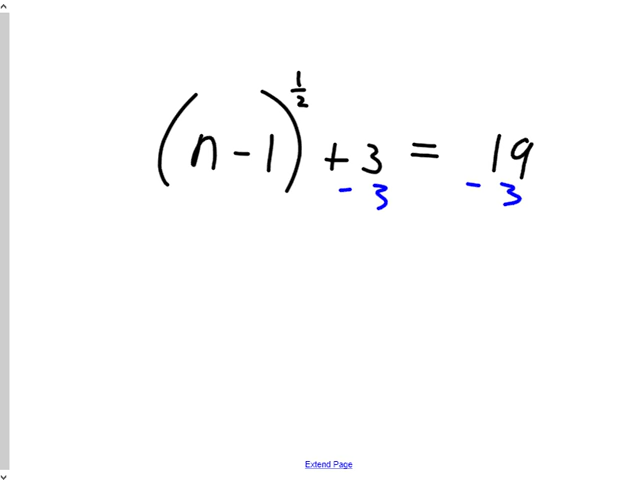 (n - 1)^{1/2} + 3 = 19
- 3 - 3
Extend Page